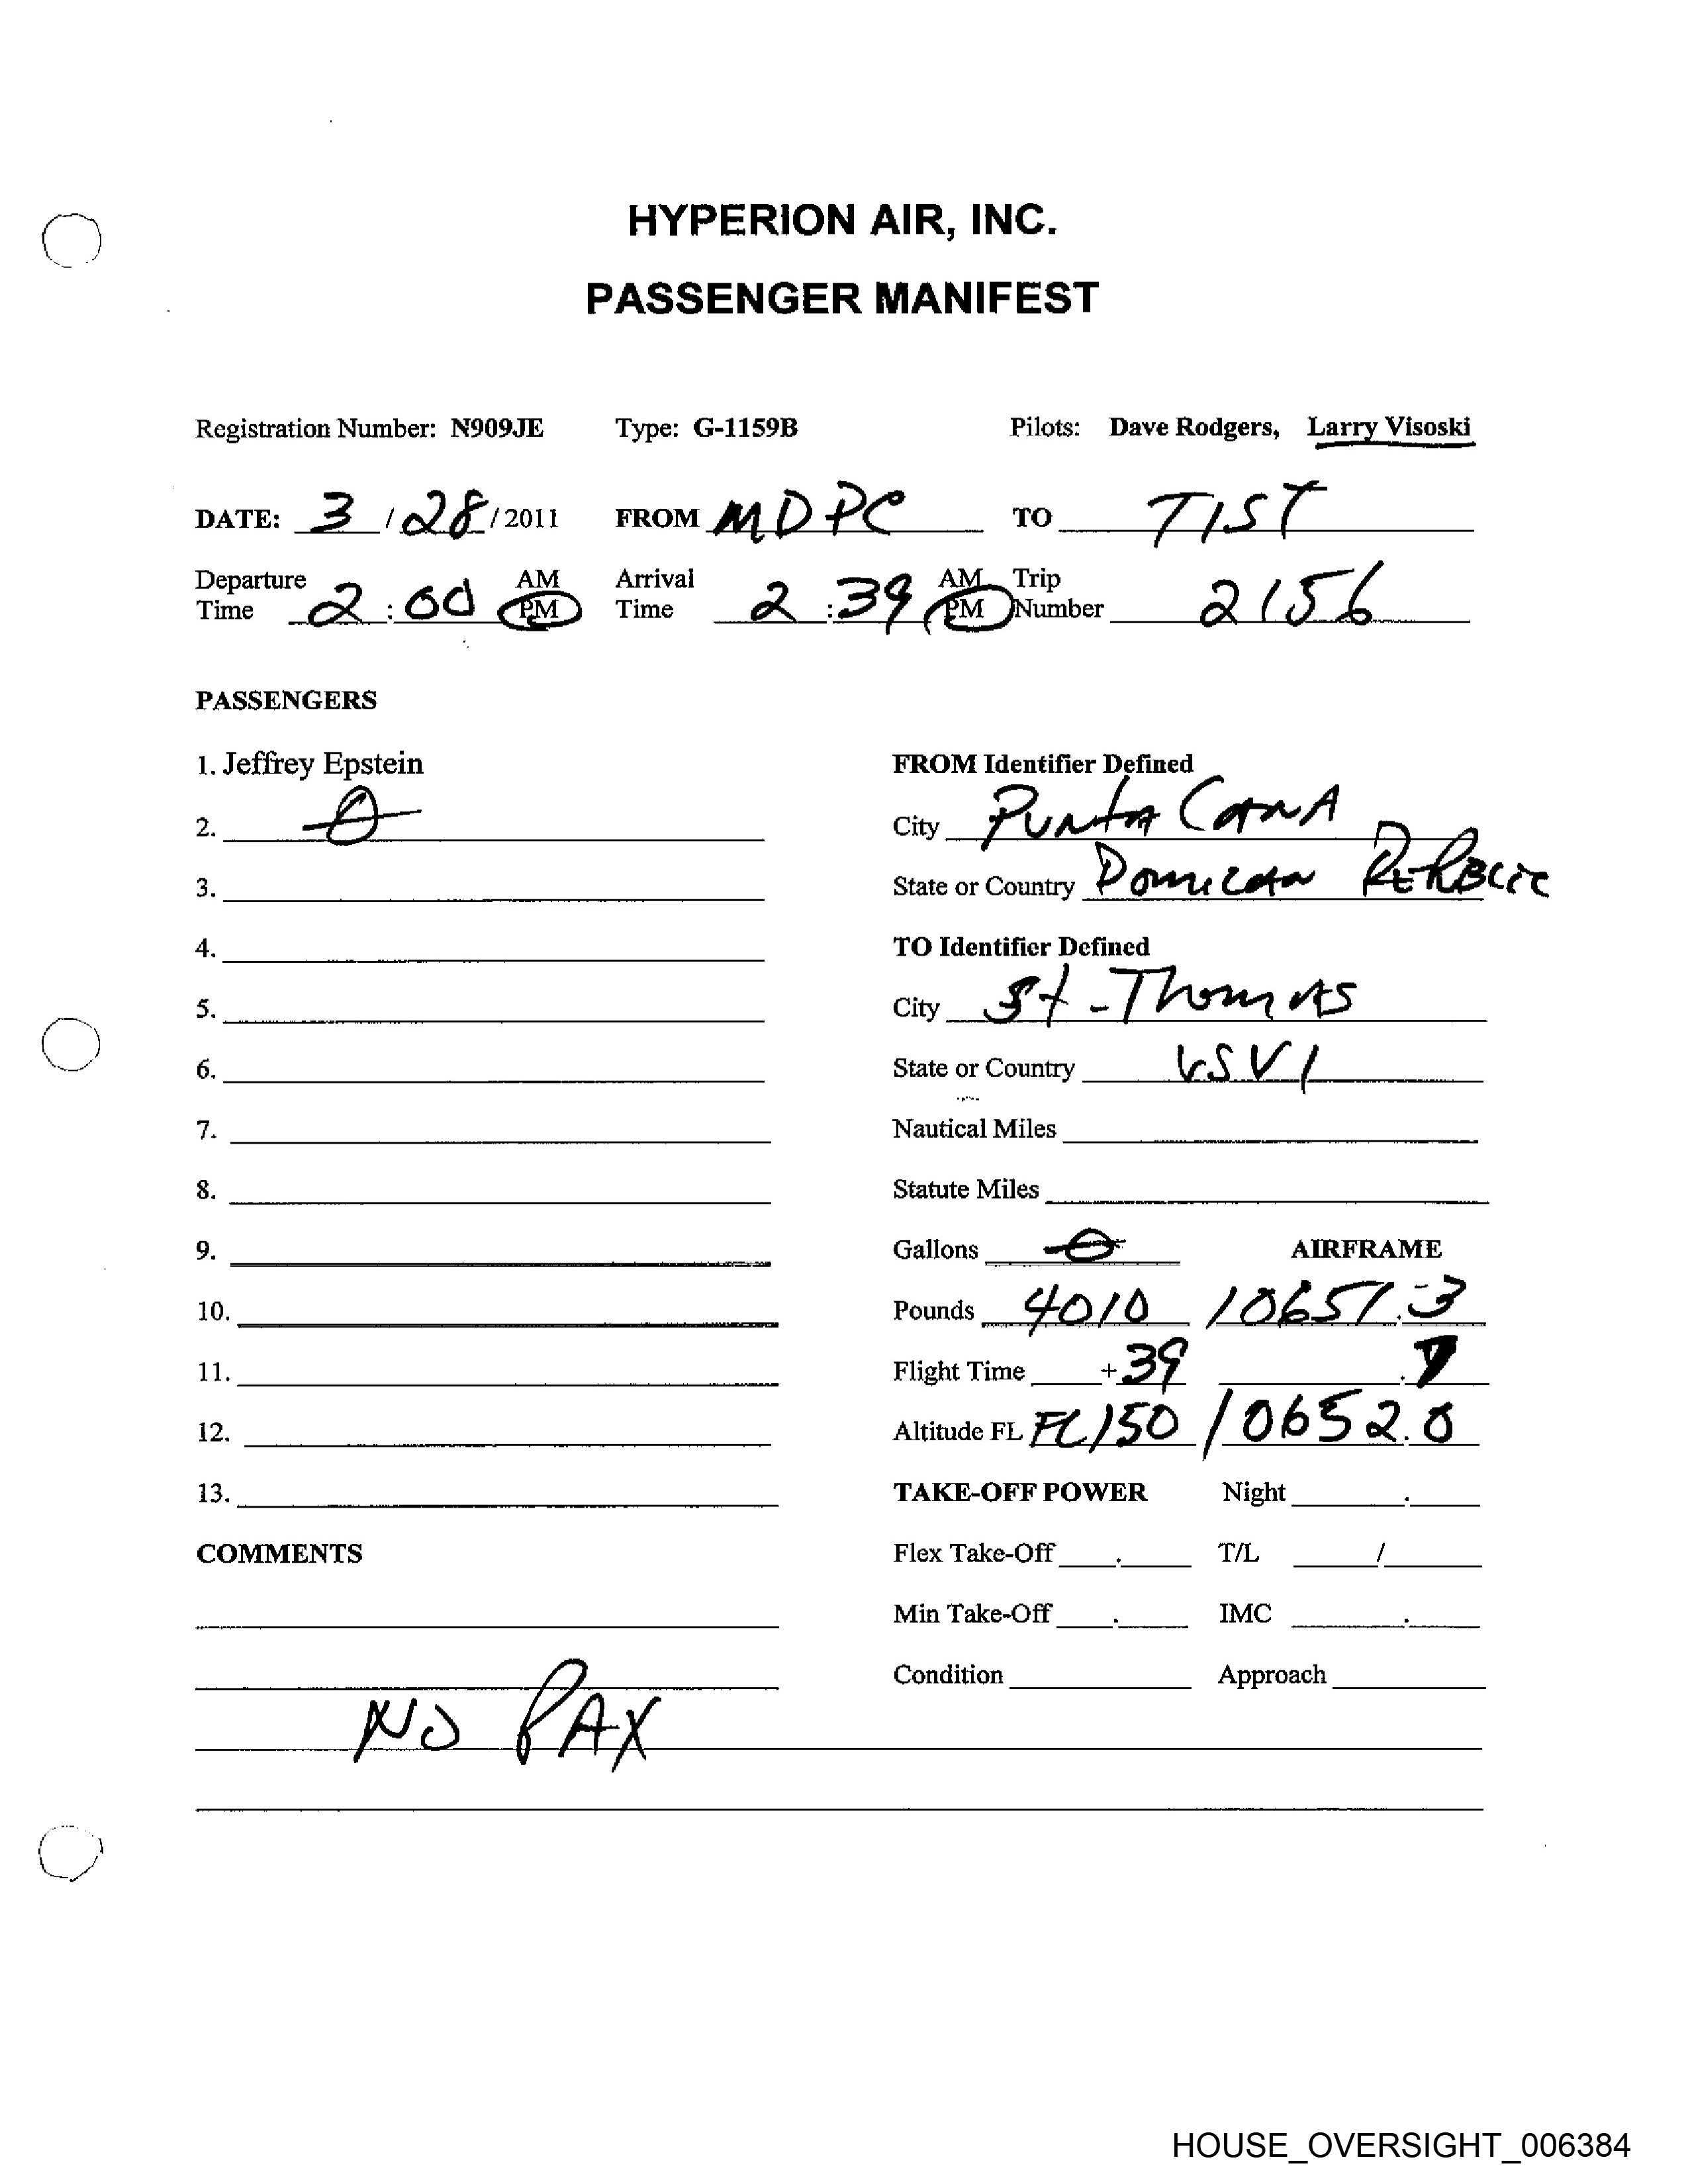 HYPERION AIR, INC.
PASSENGER MANIFEST
Registration Number: N909JE Type: G-1159B Pilots: Dave Rodgers, Larry Visoski
DATE: 3 / 28 / 2011 FROM MDPC TO TIST
Departure Time 2 : 00 AM PM Arrival Time 2 : 39 AM PM Trip Number 2156
PASSENGERS
1. Jeffrey Epstein FROM Identifier Defined
2. 0 City Punta Cana
3. State or Country Domican Republic
4. TO Identifier Defined
5. City St-Thomas
6. State or Country USVI
7. Nautical Miles
8. Statute Miles
9. Gallons 0 AIRFRAME
10. Pounds 4010 10651.3
11. Flight Time +39 .7
12. Altitude FL FL150 10652.0
13. TAKE-OFF POWER Night .
COMMENTS Flex Take-Off . T/L /
Min Take-Off . IMC .
Condition Approach
NO PAX
HOUSE_OVERSIGHT_006384